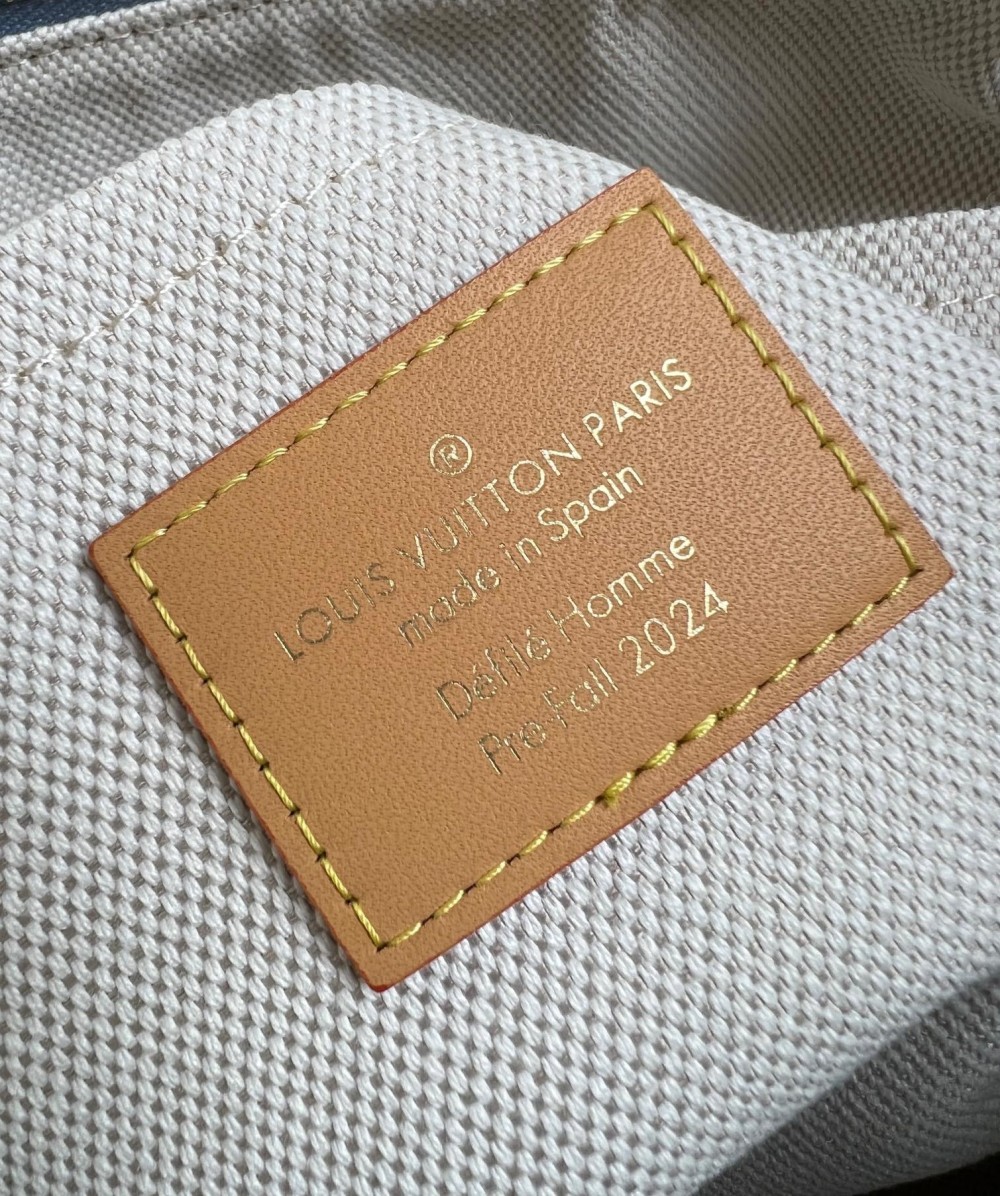 ®
LOUIS VUITTON PARIS
made in Spain
Défilé Homme
Pre-Fall 2024